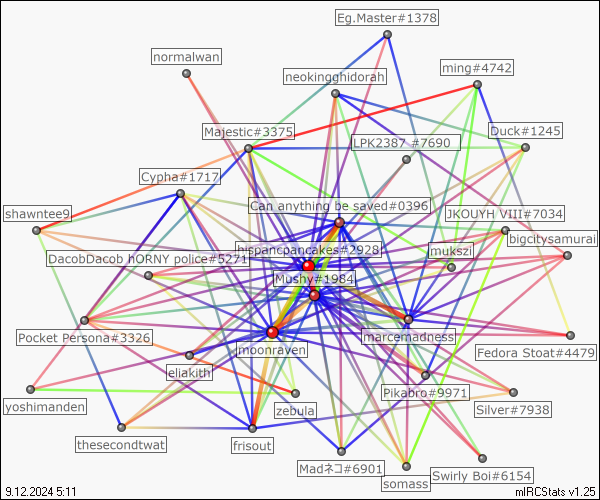 Eg.Master#1378
normalwan
ming#4742
neokingghidorah
Majestic#3375
Duck#1245
LPK2387 #7690
Cypha#1717
Can anything be saved#0396
shawntee9
JKOUYH VIII#7034
bigcitysamurai
hispancpancakes#2928
mukszi
DacobDacob hORNY police#5271
Mushy#1984
Pocket Persona#3326
marcernadness
moonraven
Fedora Stoat#4479
eliakith
Pikabro#9971
yoshimanden
zebula
Silver#7938
thesecondtwat
frisout
Madネコ#6901
Swirly Boi#6154
somass
9.12.2024 5:11
mIRCStats v1.25